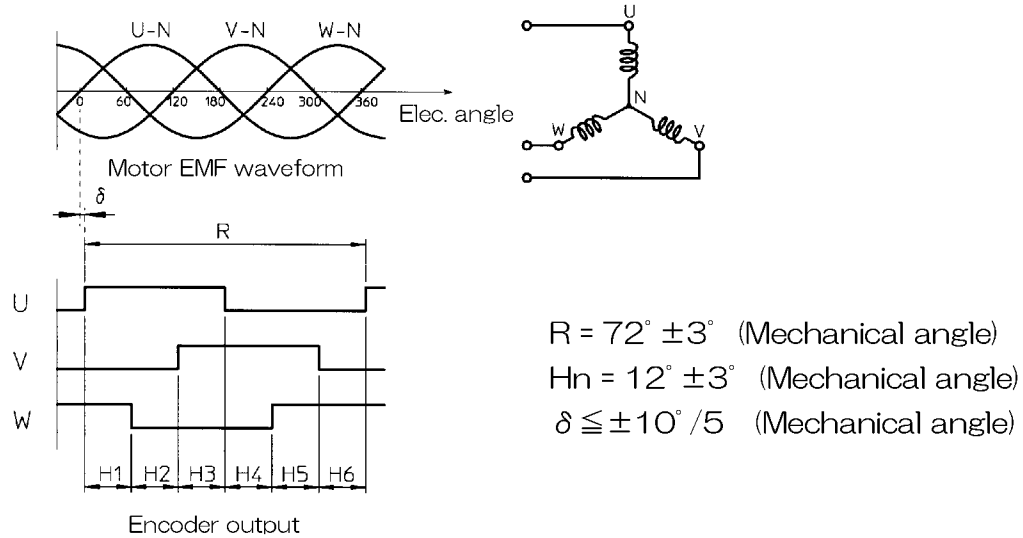 U-N V-N W-N
0 60 120 180 240 300 360
Elec. angle
Motor EMF waveform
U
N
W
V
δ
R
U
V
W
H1 H2 H3 H4 H5 H6
Encoder output
R = 72° ±3° (Mechanical angle)
Hn = 12° ±3° (Mechanical angle)
δ ≦ ±10° /5 (Mechanical angle)